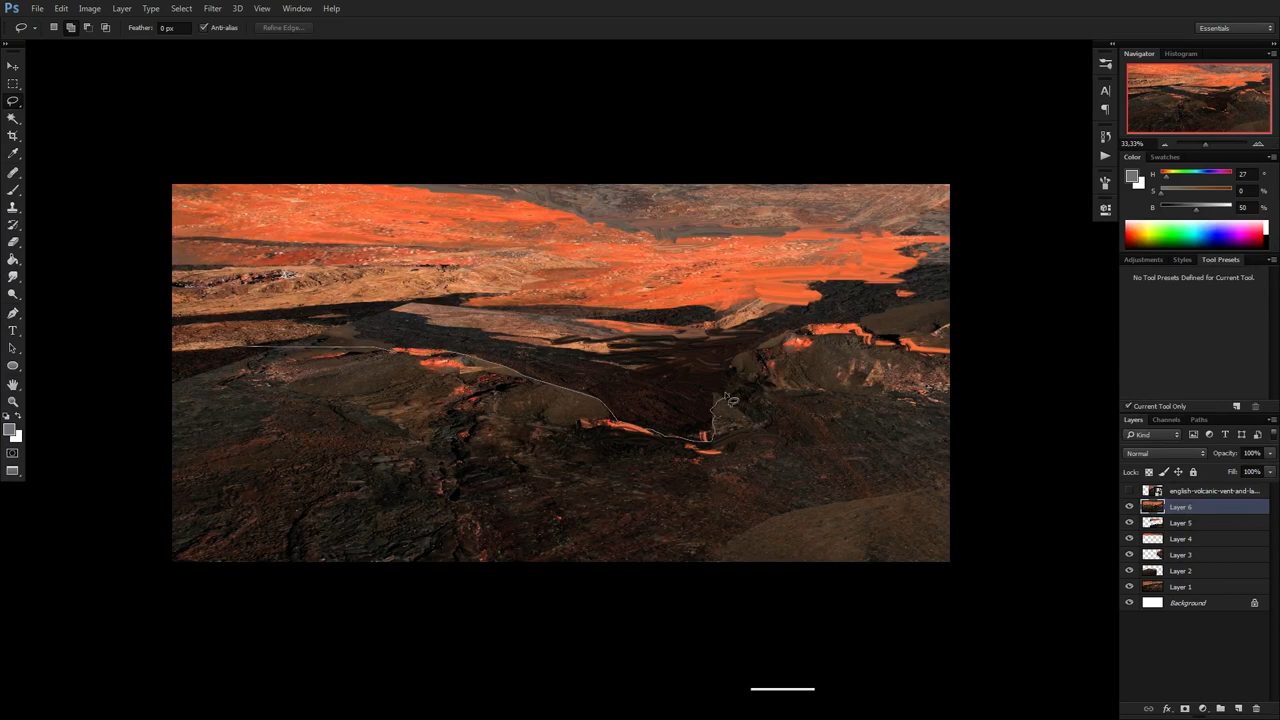 Ps File Edit Image Layer Type Select Filter 3D View Window Help
Feather: 0 px Anti-alias Refine Edge... Essentials
Navigator Histogram
33,33%
Color Swatches
H 27 °
S 0 %
B 50 %
Adjustments Styles Tool Presets
No Tool Presets Defined for Current Tool.
Current Tool Only
Layers Channels Paths
Kind
Normal Opacity: 100%
Lock: Fill: 100%
english-volcanic-vent-and-la...
Layer 6
Layer 5
Layer 4
Layer 3
Layer 2
Layer 1
Background